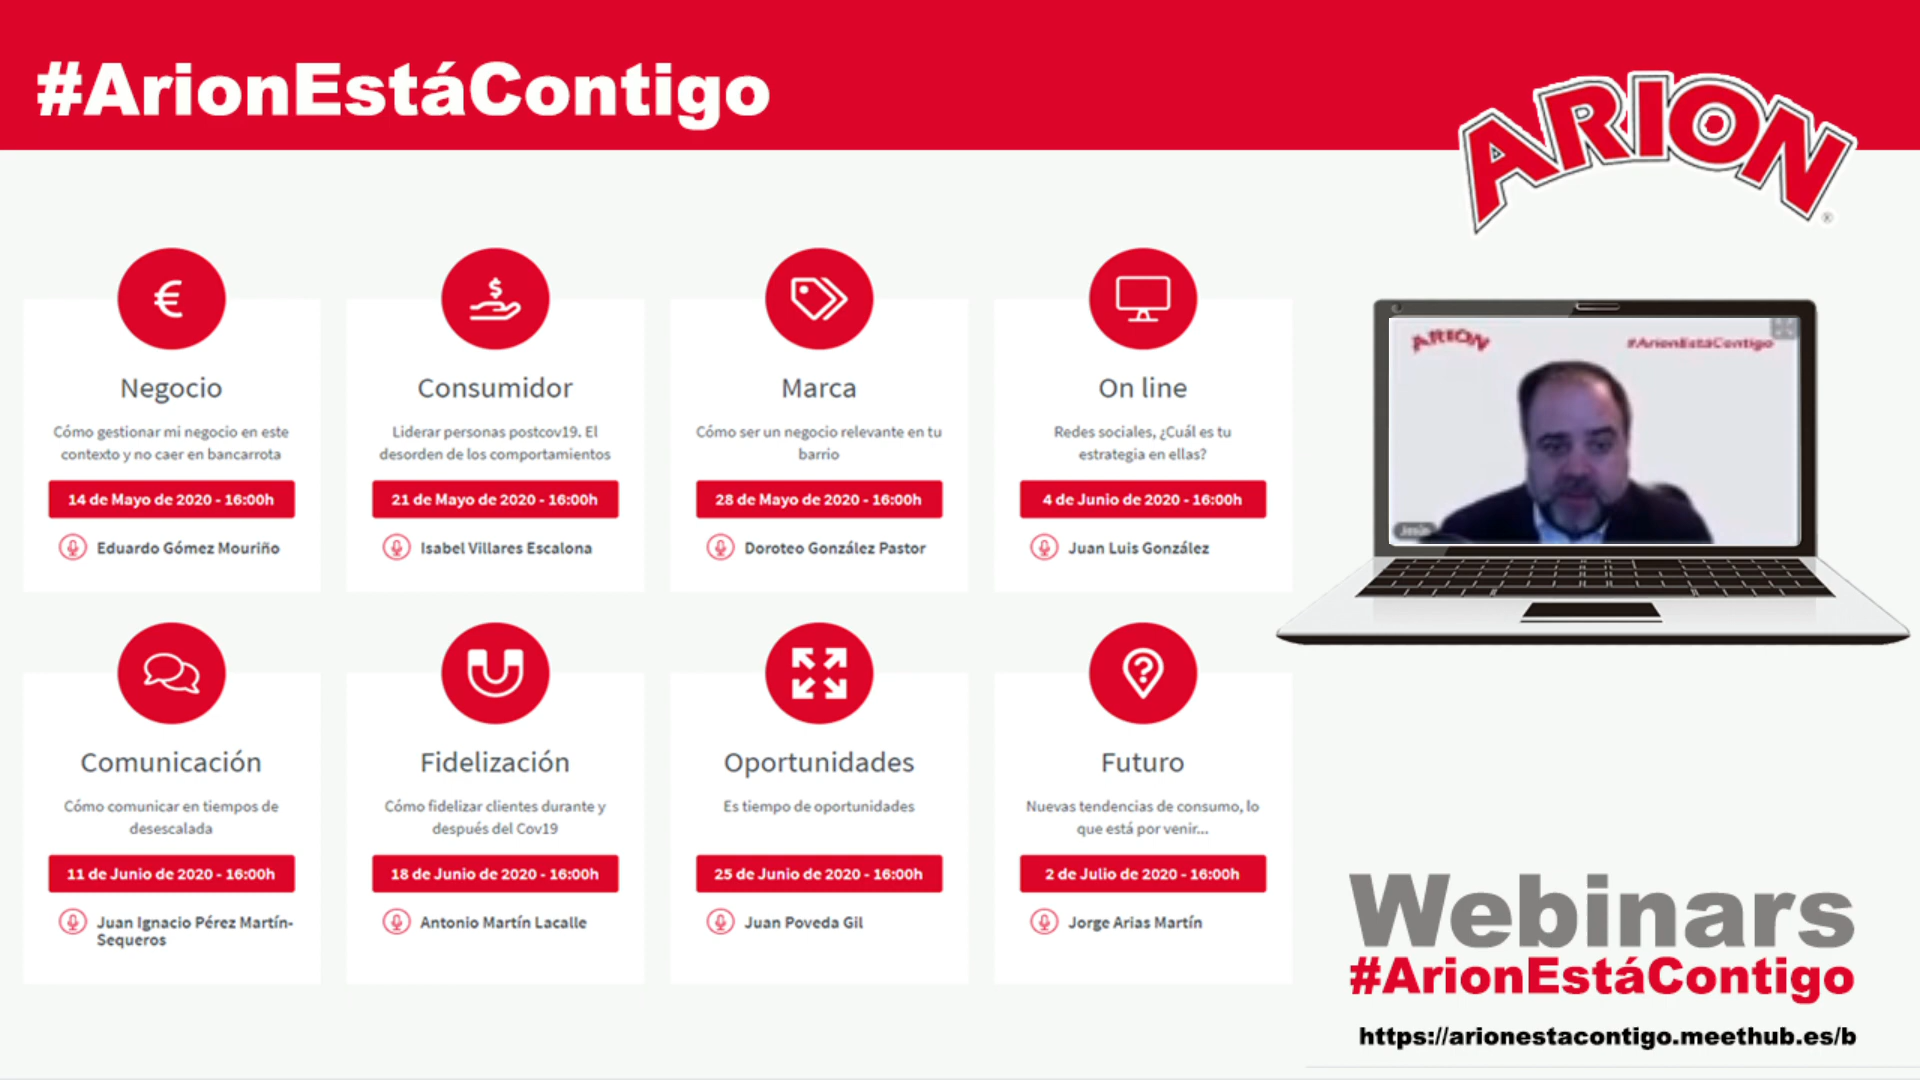 #ArionEstáContigo
ARION
®
Negocio
Cómo gestionar mi negocio en este
contexto y no caer en bancarrota
14 de Mayo de 2020 - 16:00h
Eduardo Gómez Mouriño
Consumidor
Liderar personas postcov19. El
desorden de los comportamientos
21 de Mayo de 2020 - 16:00h
Isabel Villares Escalona
Marca
Cómo ser un negocio relevante en tu
barrio
28 de Mayo de 2020 - 16:00h
Doroteo González Pastor
On line
Redes sociales, ¿Cuál es tu
estrategia en ellas?
4 de Junio de 2020 - 16:00h
Juan Luis González
ARION
#ArionEstáContigo
Jesús
Comunicación
Cómo comunicar en tiempos de
desescalada
11 de Junio de 2020 - 16:00h
Juan Ignacio Pérez Martín-
Sequeros
Fidelización
Cómo fidelizar clientes durante y
después del Cov19
18 de Junio de 2020 - 16:00h
Antonio Martín Lacalle
Oportunidades
Es tiempo de oportunidades
25 de Junio de 2020 - 16:00h
Juan Poveda Gil
Futuro
Nuevas tendencias de consumo, lo
que está por venir...
2 de Julio de 2020 - 16:00h
Jorge Arias Martín
Webinars
#ArionEstáContigo
https://arionestacontigo.meethub.es/b